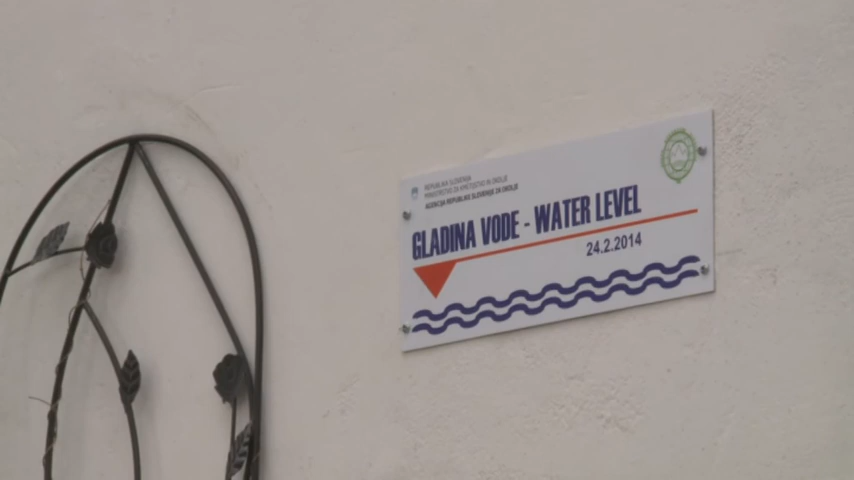 REPUBLIKA SLOVENIJA
MINISTRSTVO ZA KMETIJSTVO IN OKOLJE
AGENCIJA REPUBLIKE SLOVENIJE ZA OKOLJE
GLADINA VODE - WATER LEVEL
24.2.2014